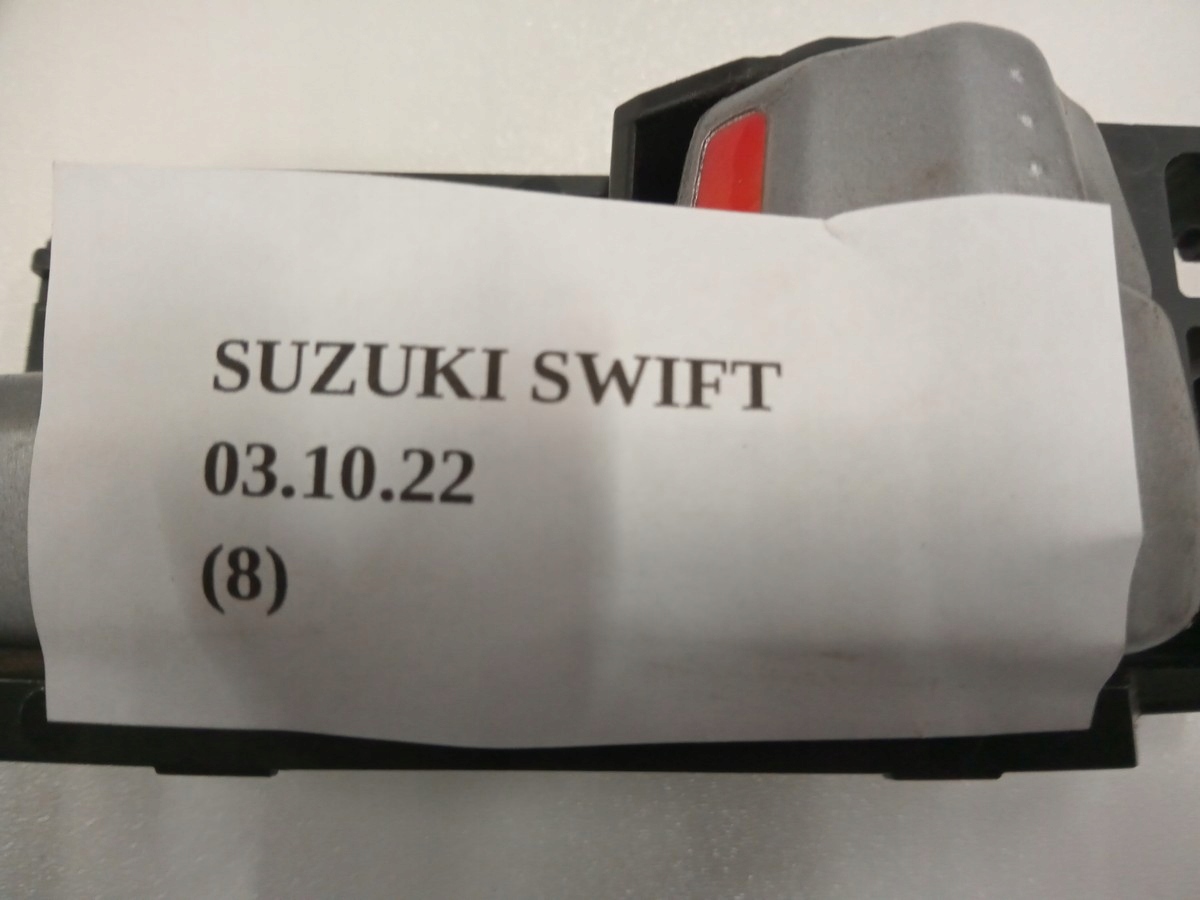 SUZUKI SWIFT
03.10.22
(8)